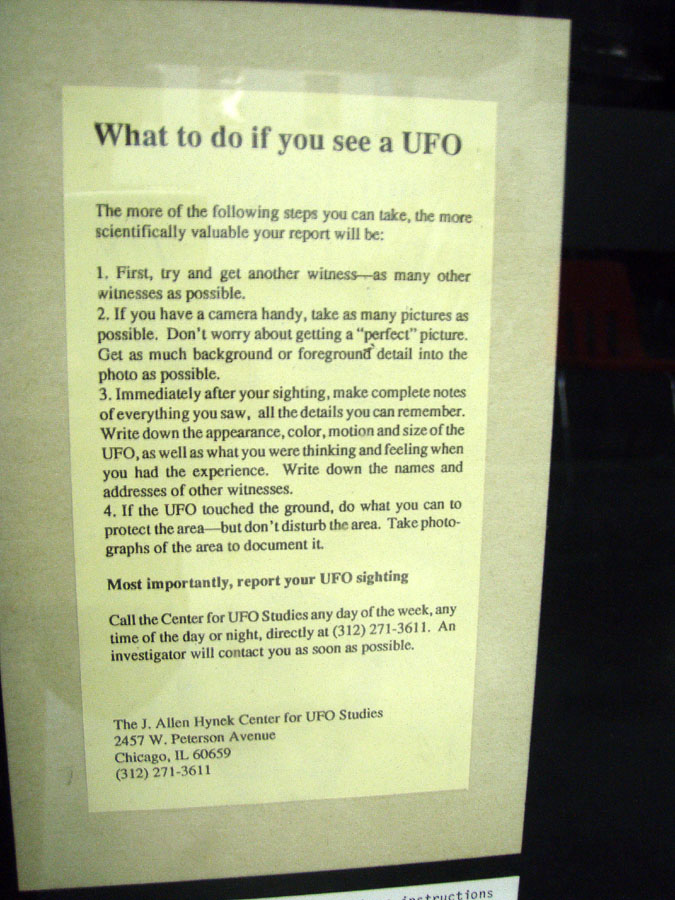 What to do if you see a UFO
The more of the following steps you can take, the more
scientifically valuable your report will be:
1. First, try and get another witness—as many other
witnesses as possible.
2. If you have a camera handy, take as many pictures as
possible. Don't worry about getting a "perfect" picture.
Get as much background or foreground detail into the
photo as possible.
3. Immediately after your sighting, make complete notes
of everything you saw, all the details you can remember.
Write down the appearance, color, motion and size of the
UFO, as well as what you were thinking and feeling when
you had the experience. Write down the names and
addresses of other witnesses.
4. If the UFO touched the ground, do what you can to
protect the area—but don't disturb the area. Take photo-
graphs of the area to document it.
Most importantly, report your UFO sighting
Call the Center for UFO Studies any day of the week, any
time of the day or night, directly at (312) 271-3611. An
investigator will contact you as soon as possible.
The J. Allen Hynek Center for UFO Studies
2457 W. Peterson Avenue
Chicago, IL 60659
(312) 271-3611
instructions